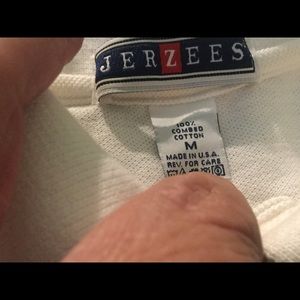 JERZEES
100%
COMBED
COTTON
M
MADE IN U.S.A.
REV. FOR CARE